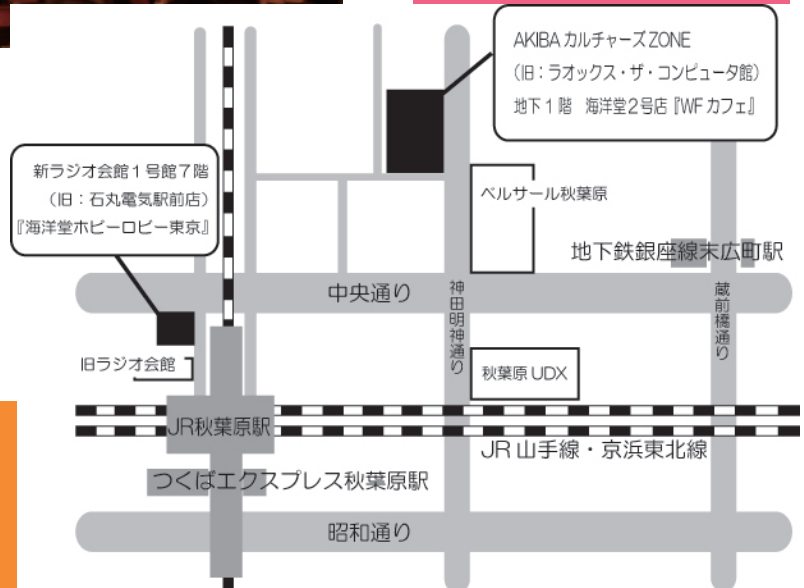 AKIBAカルチャーズZONE
（旧：ラオックス・ザ・コンピュータ館）
地下1階　海洋堂2号店『WFカフェ』
新ラジオ会館1号館7階
（旧：石丸電気駅前店）
『海洋堂ホビーロビー東京』
ベルサール秋葉原
地下鉄銀座線末広町駅
中央通り
神田明神通り
蔵前橋通り
旧ラジオ会館
秋葉原UDX
JR秋葉原駅
JR山手線・京浜東北線
つくばエクスプレス秋葉原駅
昭和通り